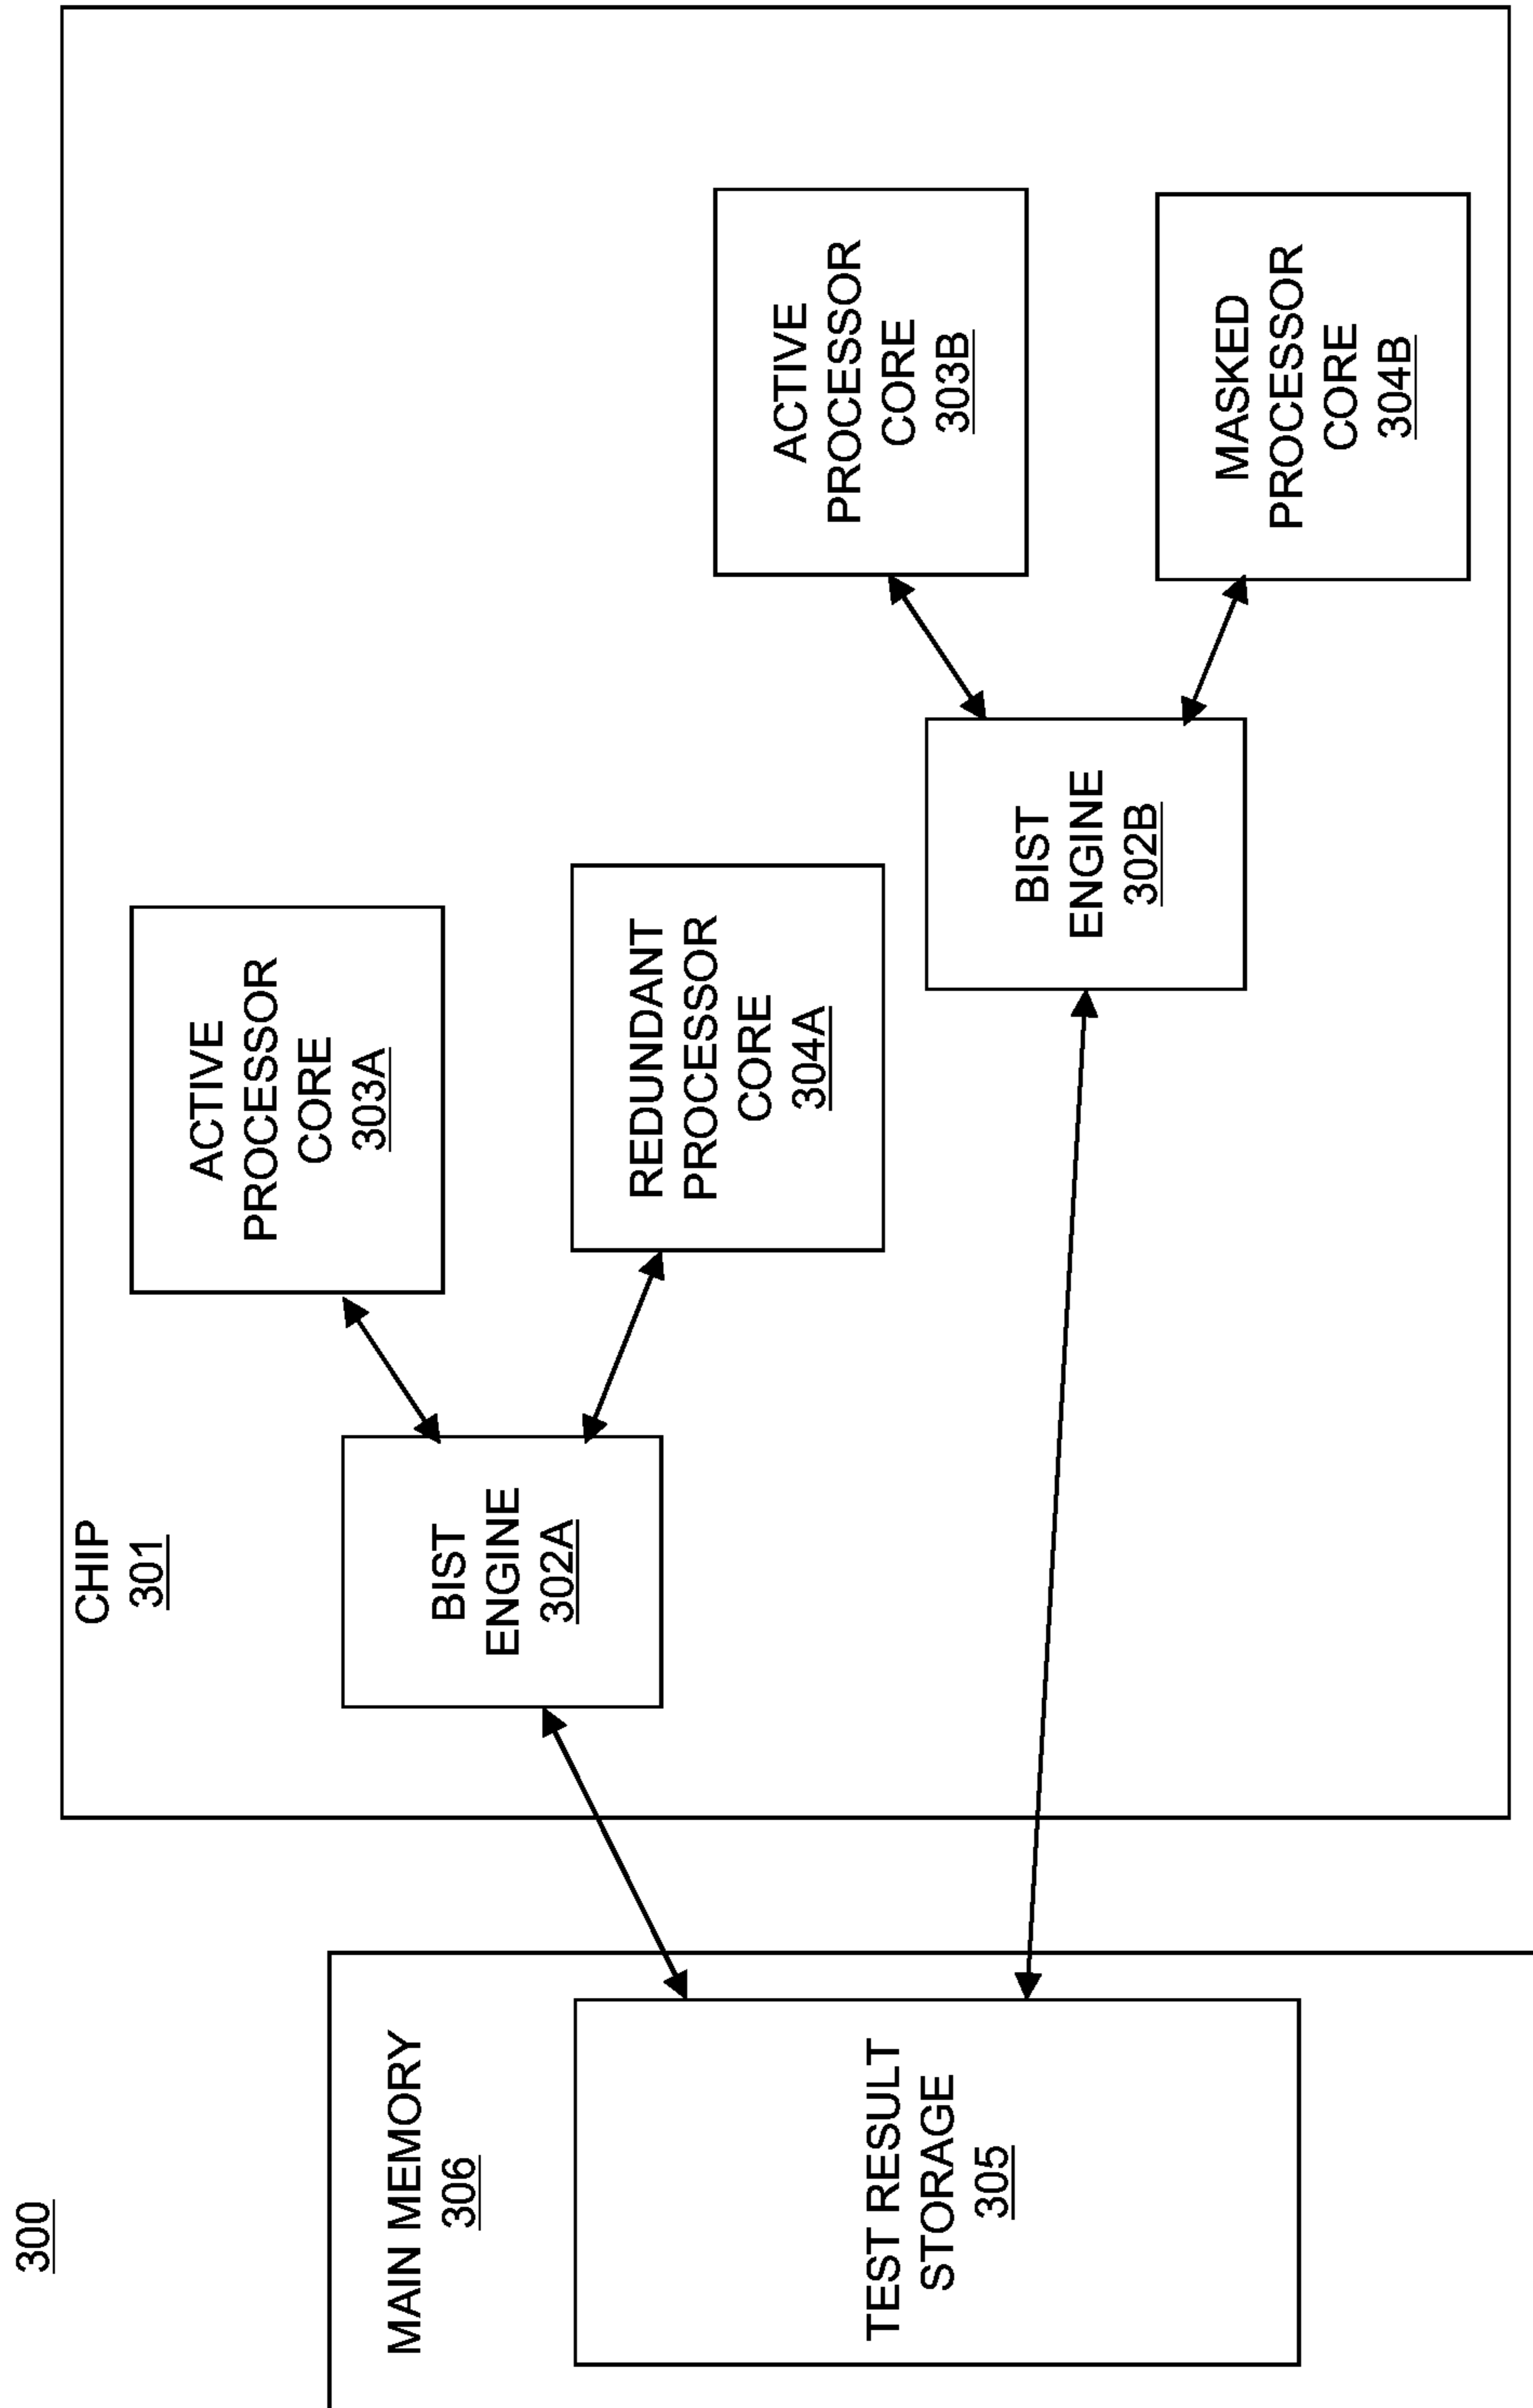 300
MAIN MEMORY
306
TEST RESULT
STORAGE
305
CHIP
301
BIST
ENGINE
302A
ACTIVE
PROCESSOR
CORE
303A
REDUNDANT
PROCESSOR
CORE
304A
BIST
ENGINE
302B
ACTIVE
PROCESSOR
CORE
303B
MASKED
PROCESSOR
CORE
304B